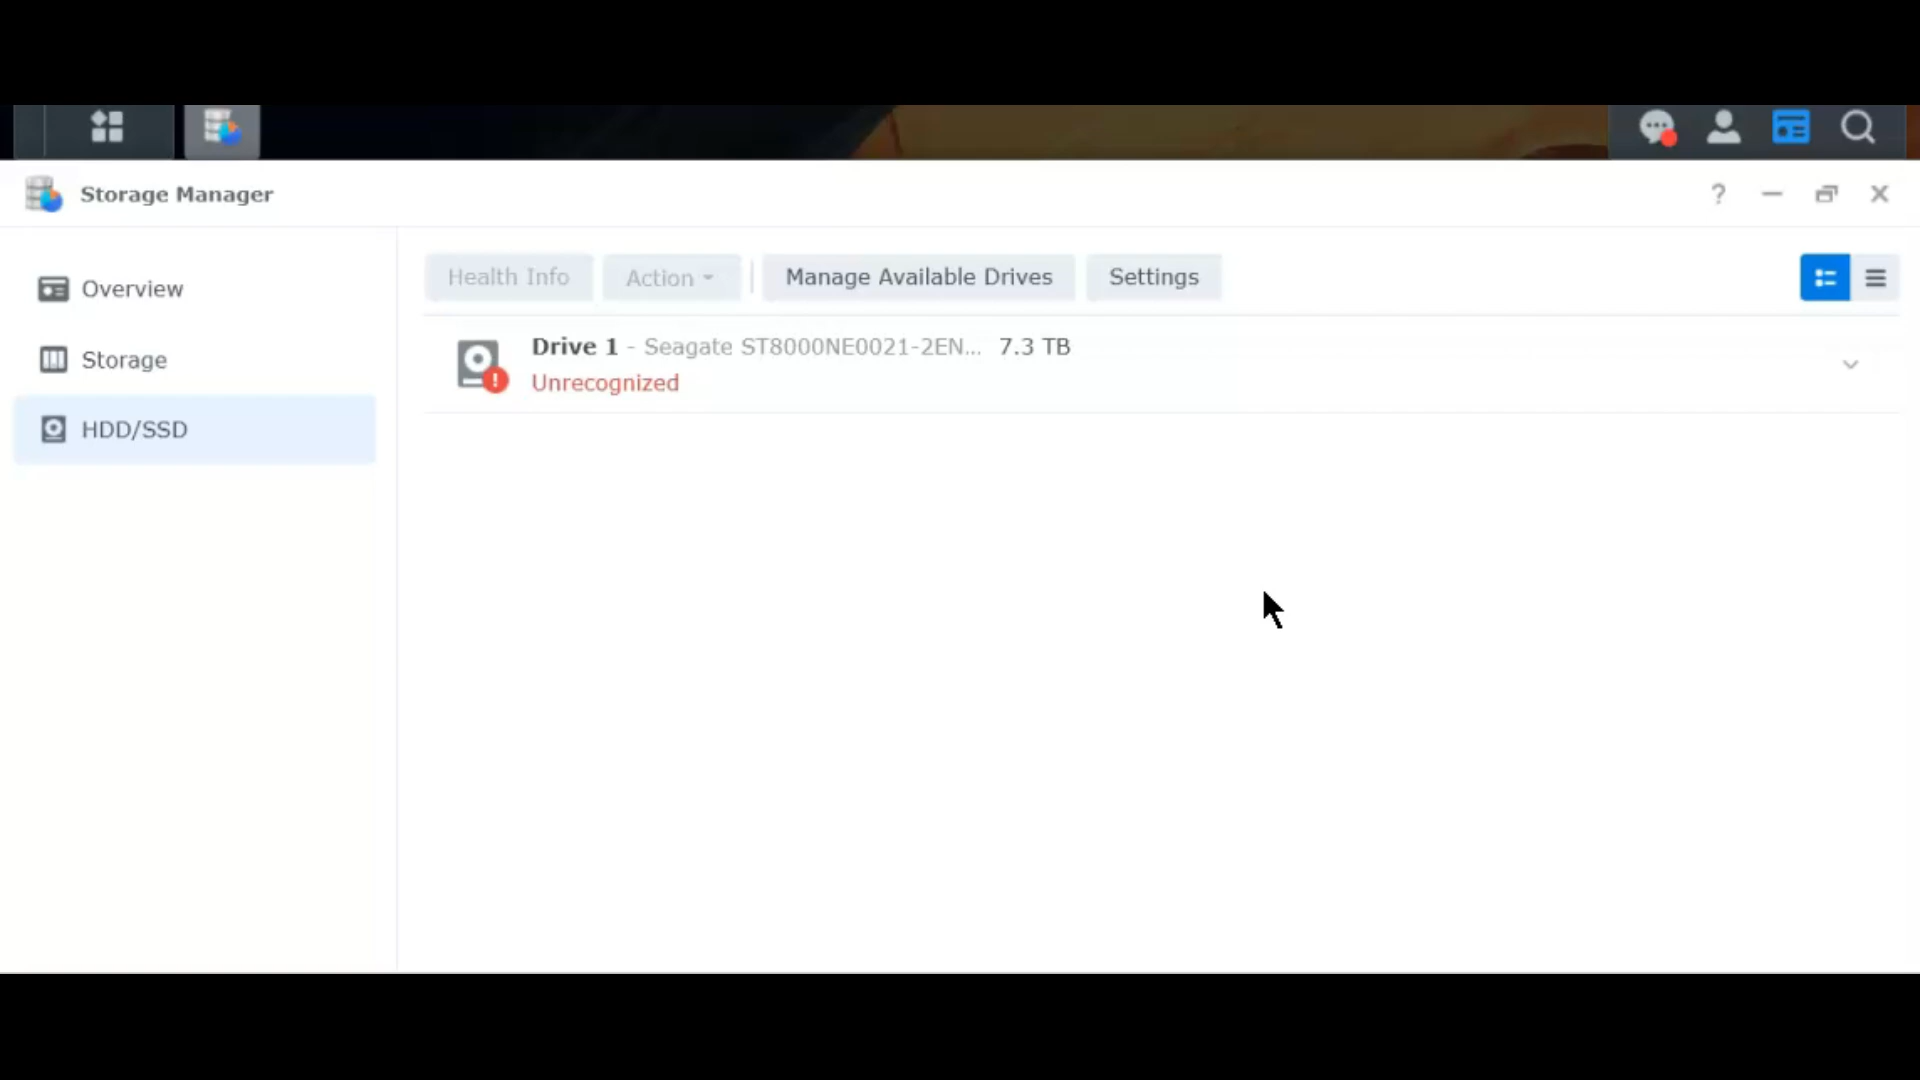 Storage Manager
?
Overview
Storage
HDD/SSD
Health Info Action Manage Available Drives Settings
Drive 1 - Seagate ST8000NE0021-2EN... 7.3 TB
Unrecognized